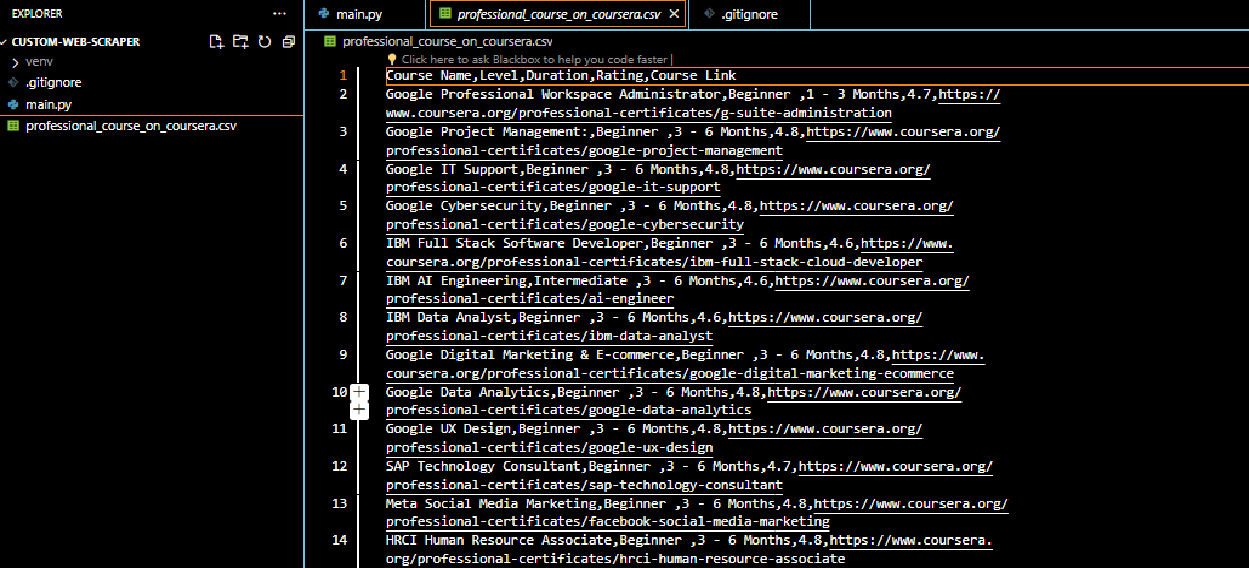 EXPLORER
main.py
professional_course_on_coursera.csv
.gitignore
CUSTOM-WEB-SCRAPER
professional_course_on_coursera.csv
venv
Click here to ask Blackbox to help you code faster
.gitignore
main.py
professional_course_on_coursera.csv
1 Course Name,Level,Duration,Rating,Course Link
2 Google Professional Workspace Administrator,Beginner ,1 - 3 Months,4.7,https://
www.coursera.org/professional-certificates/g-suite-administration
3 Google Project Management:,Beginner ,3 - 6 Months,4.8,https://www.coursera.org/
professional-certificates/google-project-management
4 Google IT Support,Beginner ,3 - 6 Months,4.8,https://www.coursera.org/
professional-certificates/google-it-support
5 Google Cybersecurity,Beginner ,3 - 6 Months,4.8,https://www.coursera.org/
professional-certificates/google-cybersecurity
6 IBM Full Stack Software Developer,Beginner ,3 - 6 Months,4.6,https://www.
coursera.org/professional-certificates/ibm-full-stack-cloud-developer
7 IBM AI Engineering,Intermediate ,3 - 6 Months,4.6,https://www.coursera.org/
professional-certificates/ai-engineer
8 IBM Data Analyst,Beginner ,3 - 6 Months,4.6,https://www.coursera.org/
professional-certificates/ibm-data-analyst
9 Google Digital Marketing & E-commerce,Beginner ,3 - 6 Months,4.8,https://www.
coursera.org/professional-certificates/google-digital-marketing-ecommerce
10 Google Data Analytics,Beginner ,3 - 6 Months,4.8,https://www.coursera.org/
professional-certificates/google-data-analytics
11 Google UX Design,Beginner ,3 - 6 Months,4.8,https://www.coursera.org/
professional-certificates/google-ux-design
12 SAP Technology Consultant,Beginner ,3 - 6 Months,4.7,https://www.coursera.org/
professional-certificates/sap-technology-consultant
13 Meta Social Media Marketing,Beginner ,3 - 6 Months,4.8,https://www.coursera.org/
professional-certificates/facebook-social-media-marketing
14 HRCI Human Resource Associate,Beginner ,3 - 6 Months,4.8,https://www.coursera.
org/professional-certificates/hrci-human-resource-associate